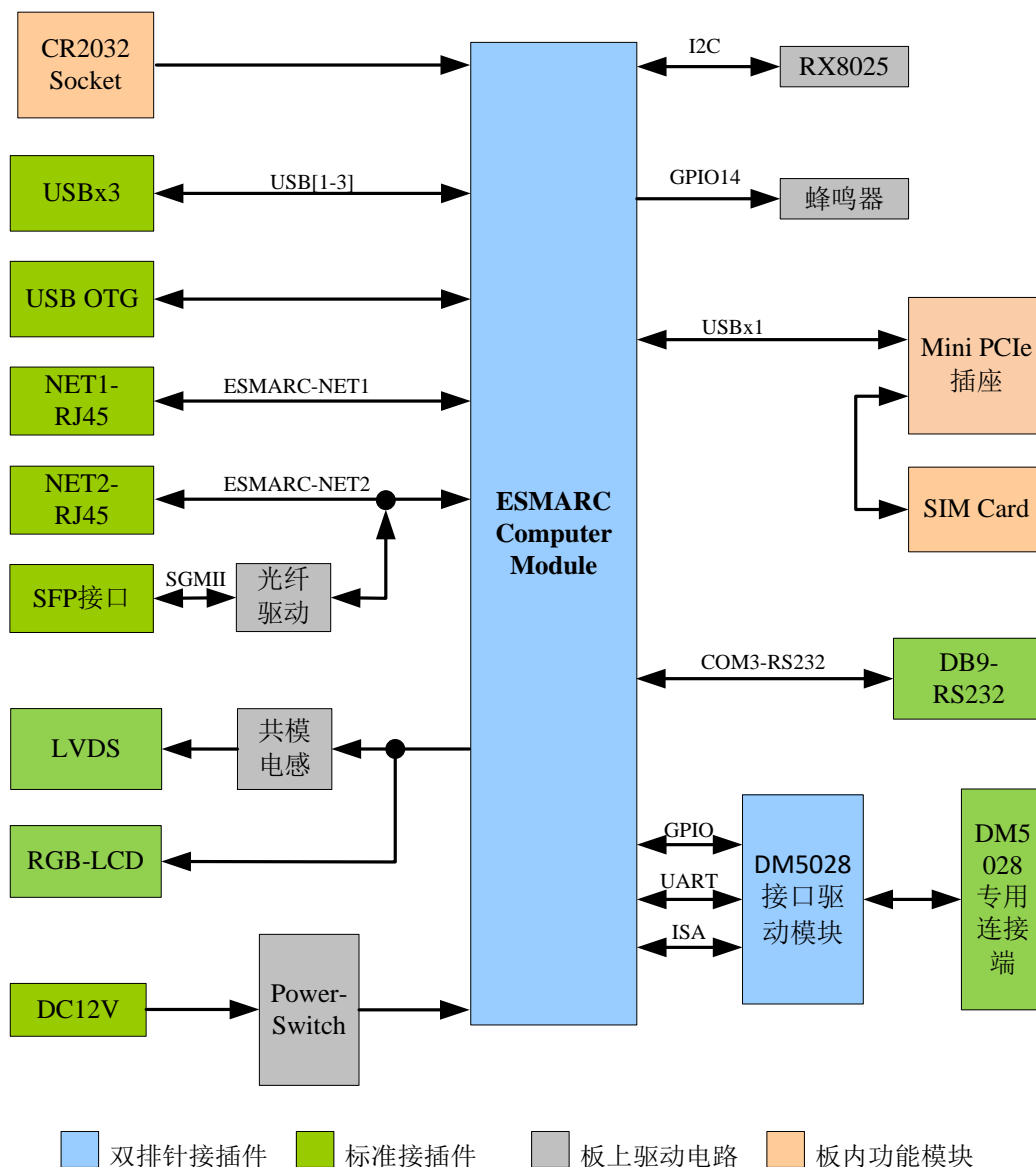 CR2032
Socket
I2C
RX8025
USBx3
USB[1-3]
GPIO14
蜂鸣器
USB OTG
USBx1
Mini PCIe
插座
NET1-
RJ45
ESMARC-NET1
NET2-
RJ45
ESMARC-NET2
ESMARC
Computer
Module
SIM Card
SFP接口
SGMII
光纤
驱动
COM3-RS232
DB9-
RS232
LVDS
共模
电感
RGB-LCD
GPIO
UART
ISA
DM5028
接口驱
动模块
DM5
028
专用
连接
端
DC12V
Power-
Switch
双排针接插件
标准接插件
板上驱动电路
板内功能模块